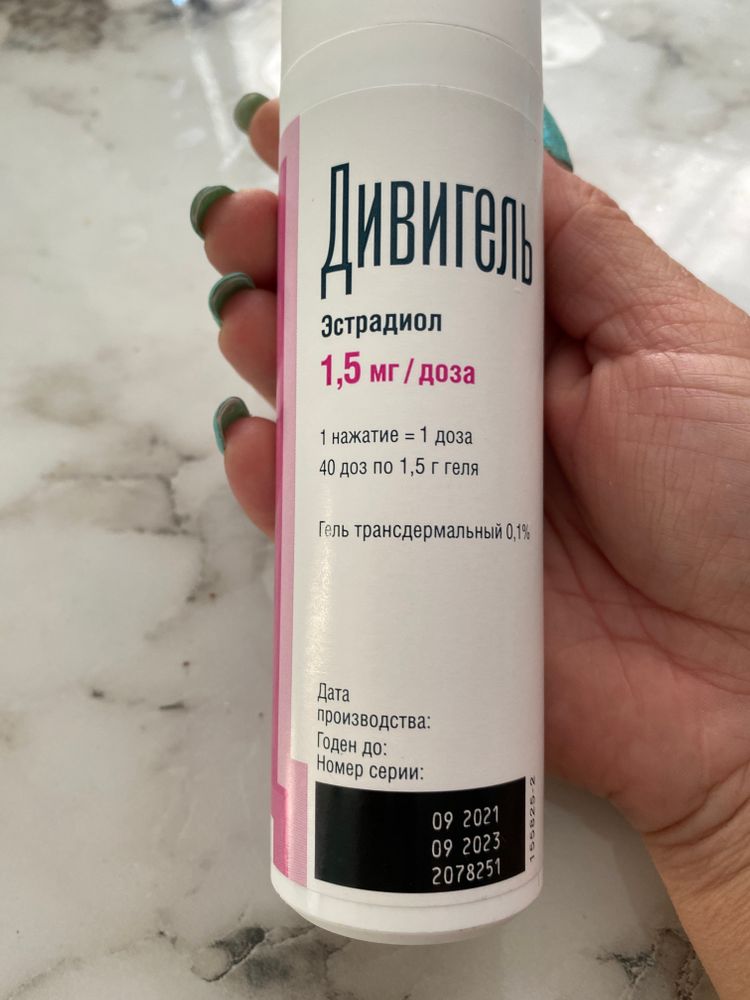 Дивигель
Эстрадиол
1,5 мг / доза
1 нажатие = 1 доза
40 доз по 1,5 г геля
Гель трансдермальный 0,1%
Дата
производства:
Годен до:
Номер серии:
09 2021
09 2023
2078251
155825-2